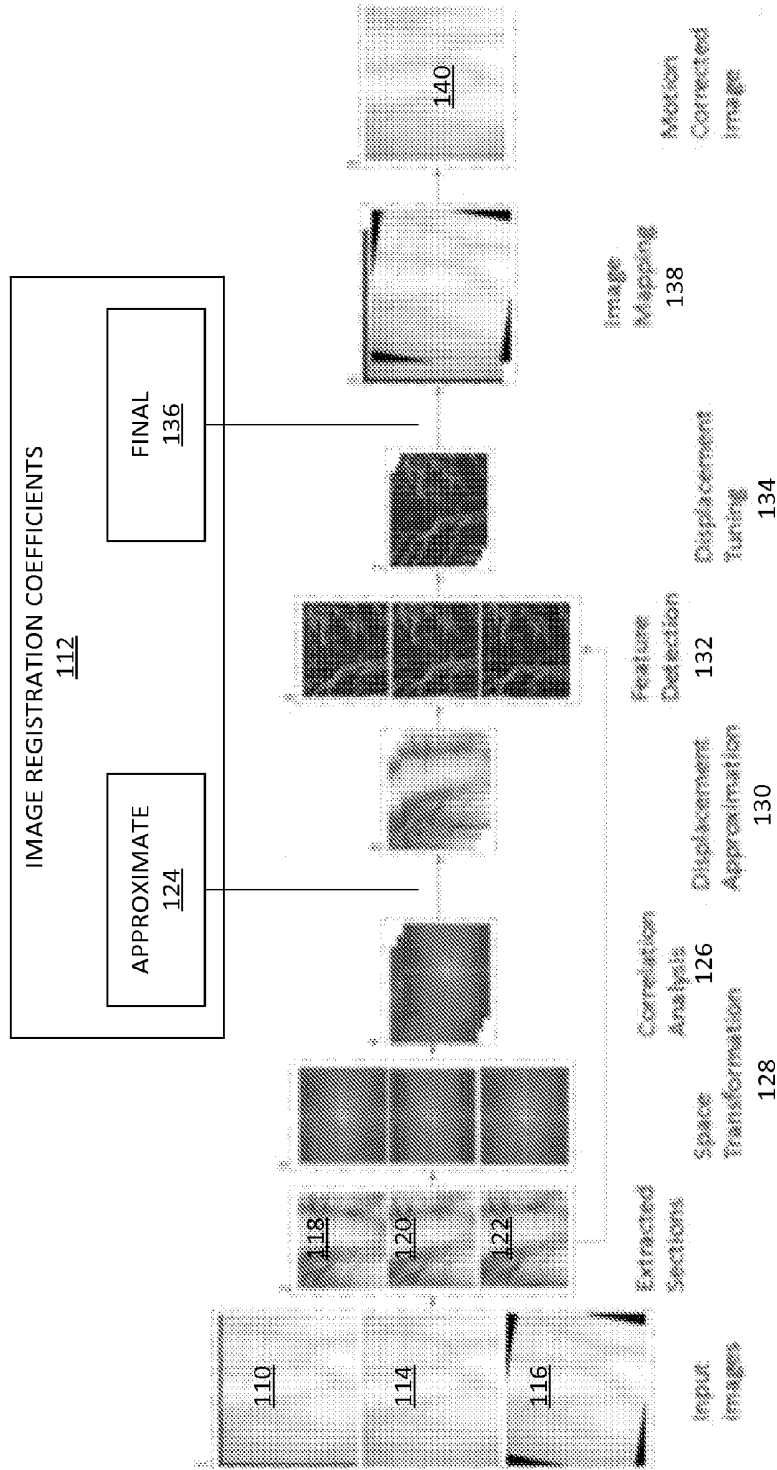 IMAGE REGISTRATION COEFFICIENTS
112
APPROXIMATE
124
FINAL
136
110
114
116
118
120
122
140
Input
Images
Extracted
Sections
Space
Transformation
128
Correlation
Analysis
126
Displacement
Approximation
130
Feature
Detection
132
Displacement
Tuning
134
Image
Mapping
138
Motion
Corrected
Image